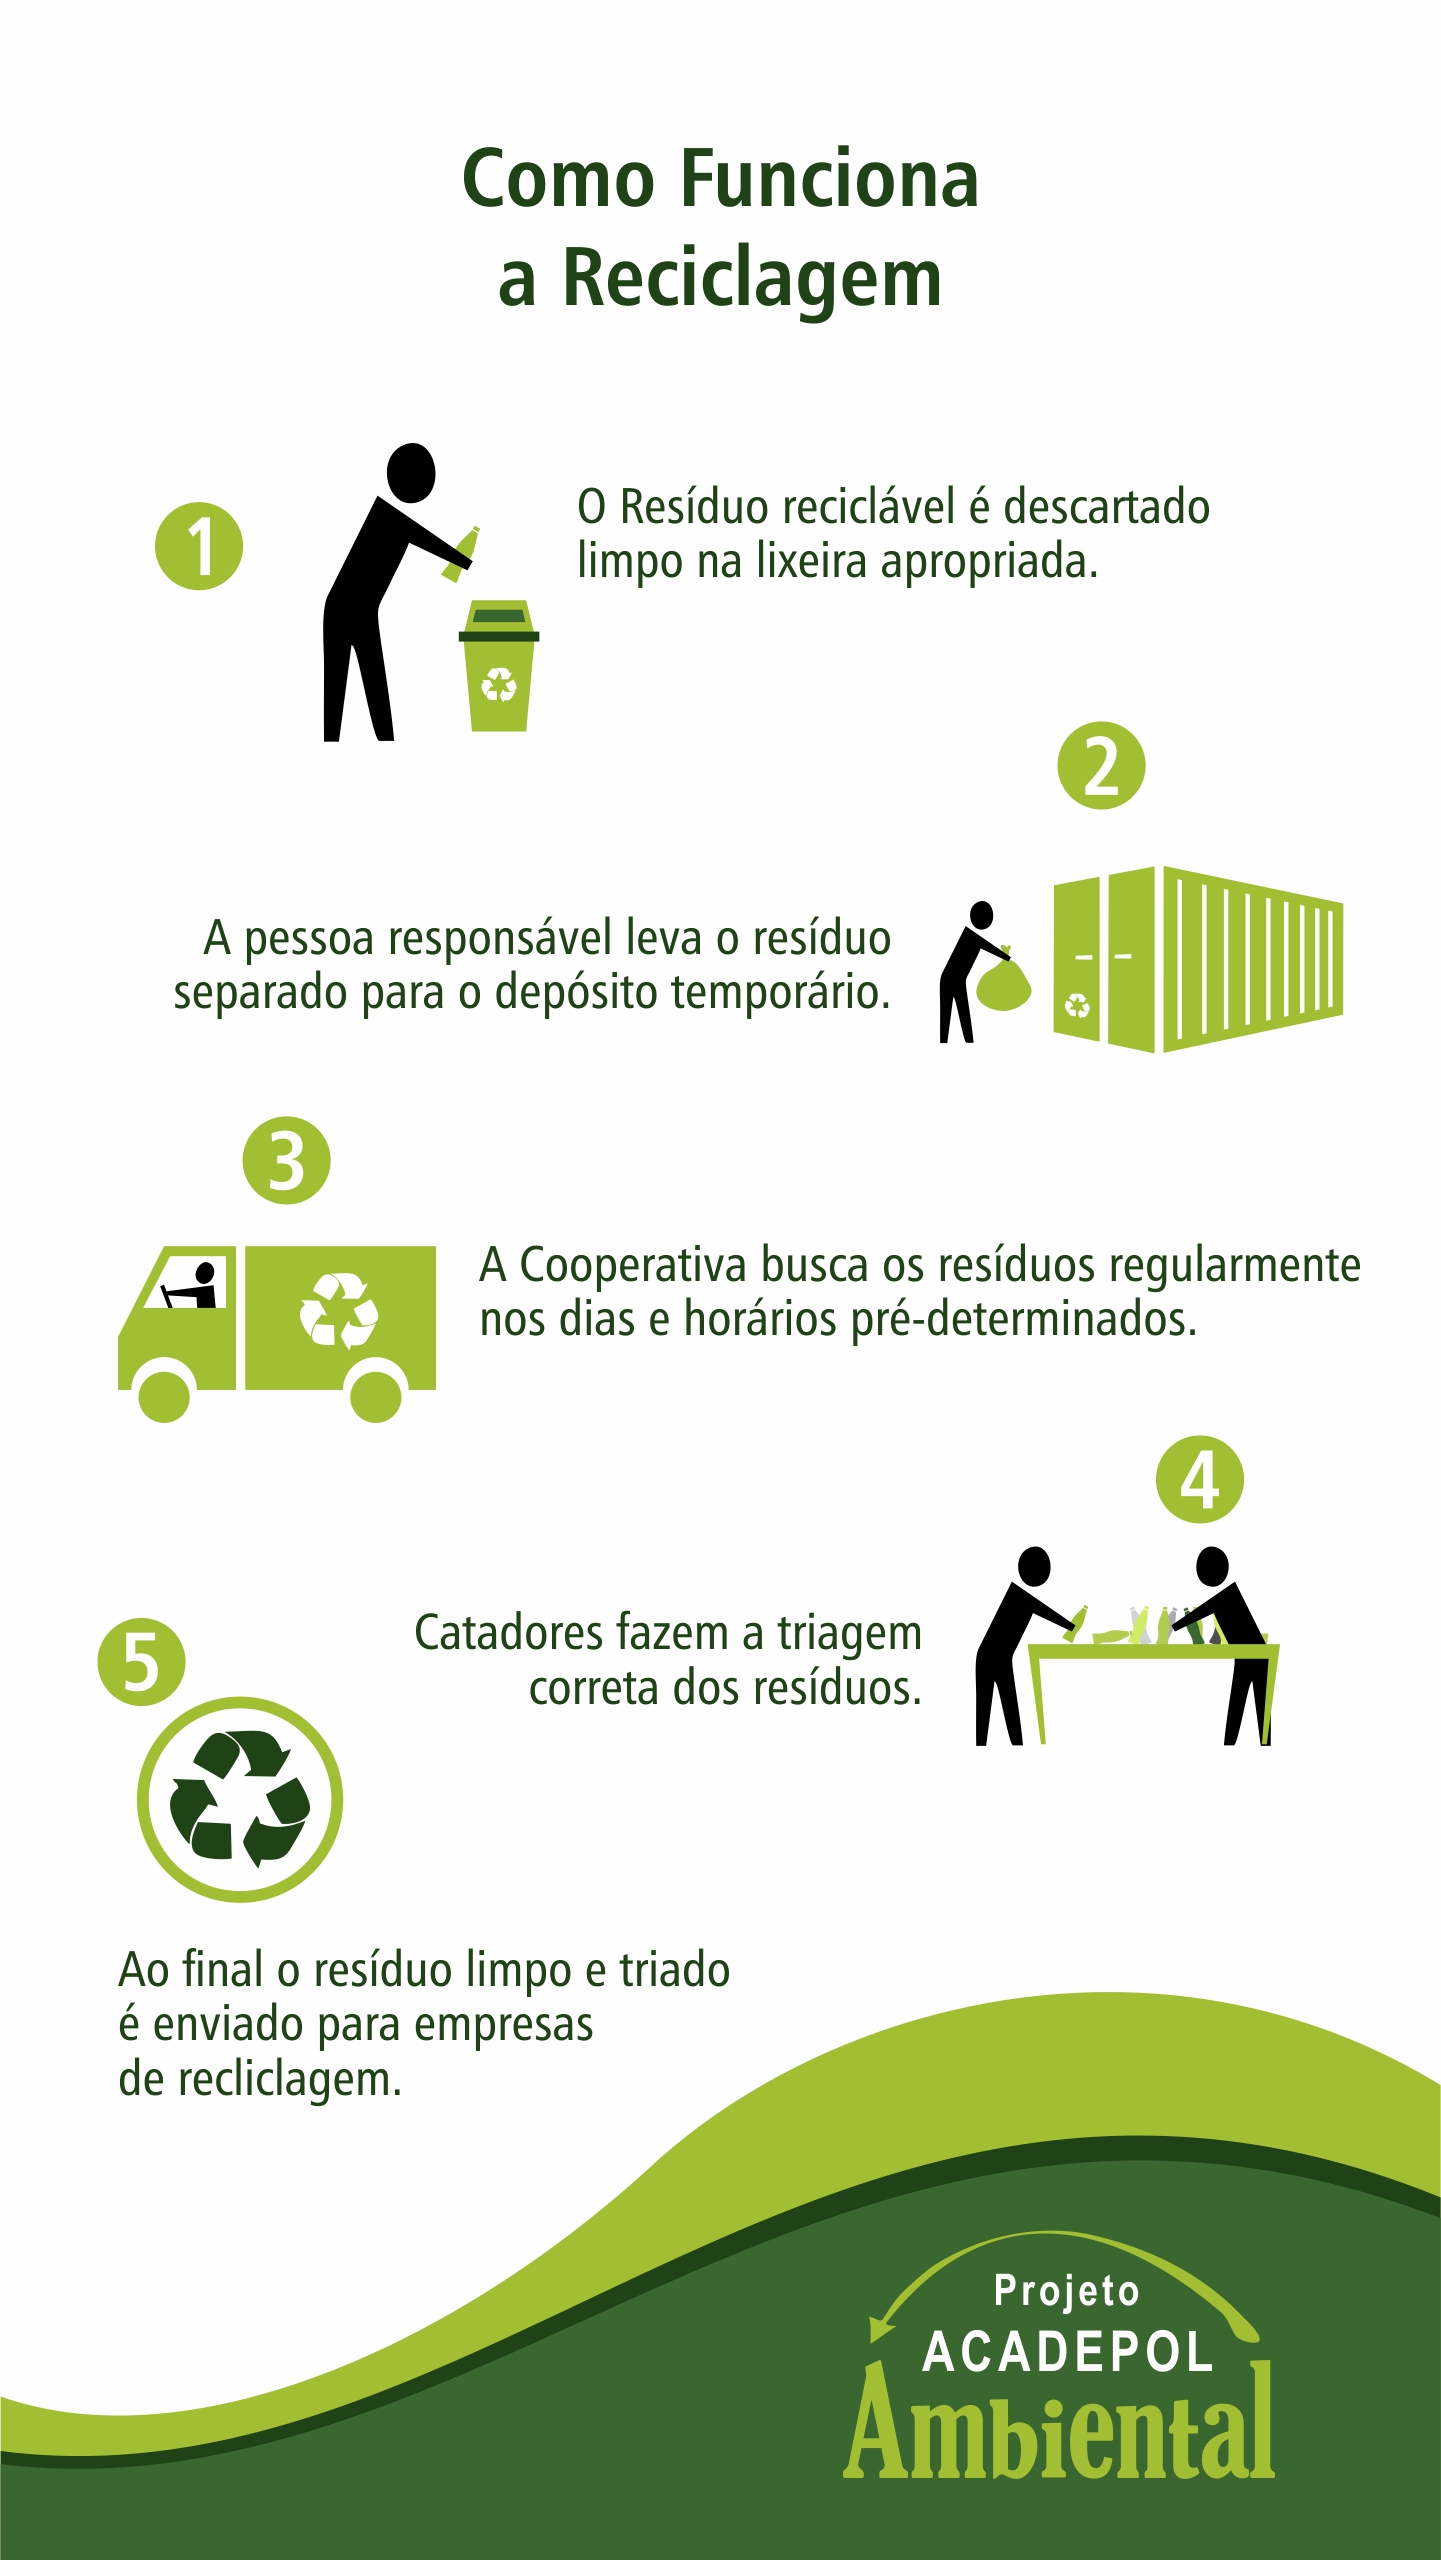 Como Funciona
a Reciclagem
1
O Resíduo reciclável é descartado
limpo na lixeira apropriada.
2
A pessoa responsável leva o resíduo
separado para o depósito temporário.
3
A Cooperativa busca os resíduos regularmente
nos dias e horários pré-determinados.
4
Catadores fazem a triagem
correta dos resíduos.
5
Ao final o resíduo limpo e triado
é enviado para empresas
de recliclagem.
Projeto
ACADEPOL
Ambiental